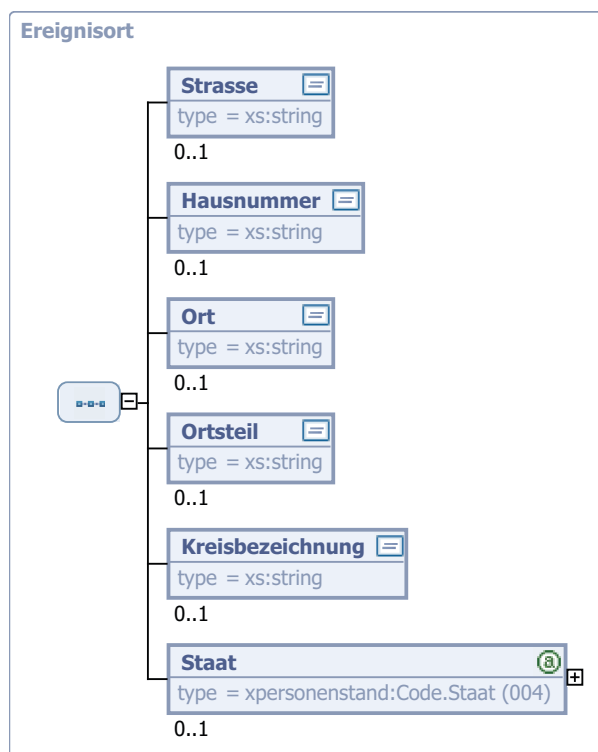 Ereignisort
Strasse
type = xs:string
0..1
Hausnummer
type = xs:string
0..1
Ort
type = xs:string
0..1
Ortsteil
type = xs:string
0..1
Kreisbezeichnung
type = xs:string
0..1
Staat
type = xpersonenstand:Code.Staat (004)
0..1